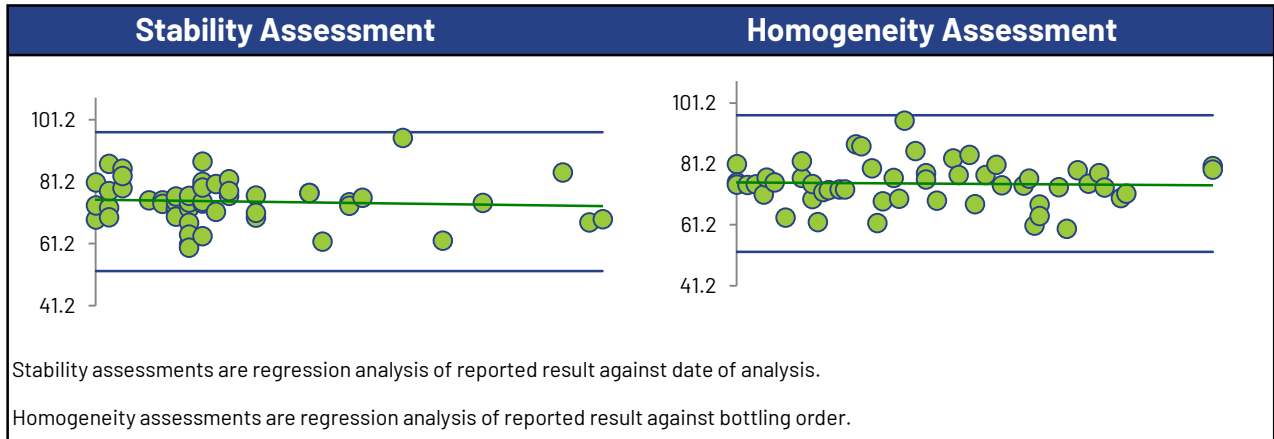 Stability Assessment
Homogeneity Assessment
101.2
81.2
61.2
41.2
101.2
81.2
61.2
41.2
Stability assessments are regression analysis of reported result against date of analysis.
Homogeneity assessments are regression analysis of reported result against bottling order.